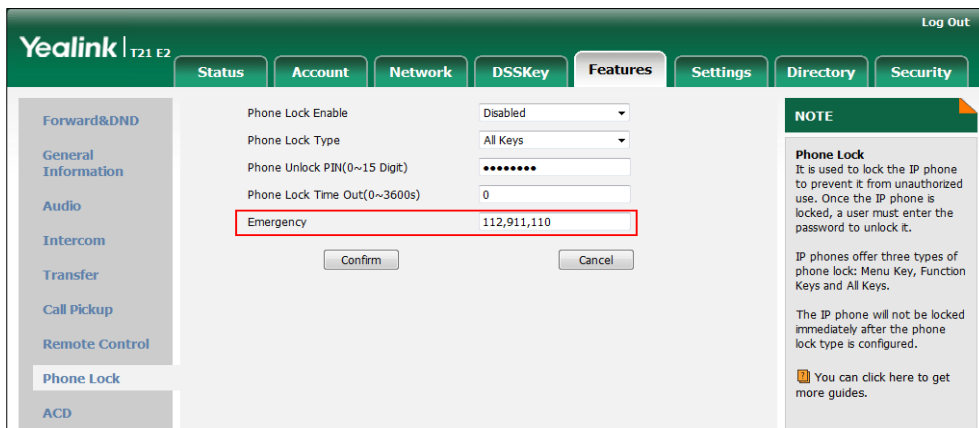 Log Out
Yealink | T21 E2
Status Account Network DSSKey Features Settings Directory Security
Forward&DND
General
Information
Audio
Intercom
Transfer
Call Pickup
Remote Control
Phone Lock
ACD
Phone Lock Enable Disabled
Phone Lock Type All Keys
Phone Unlock PIN(0~15 Digit) ••••••••
Phone Lock Time Out(0~3600s) 0
Emergency 112,911,110
Confirm Cancel
NOTE
Phone Lock
It is used to lock the IP phone
to prevent it from unauthorized
use. Once the IP phone is
locked, a user must enter the
password to unlock it.
IP phones offer three types of
phone lock: Menu Key, Function
Keys and All Keys.
The IP phone will not be locked
immediately after the phone
lock type is configured.
You can click here to get
more guides.